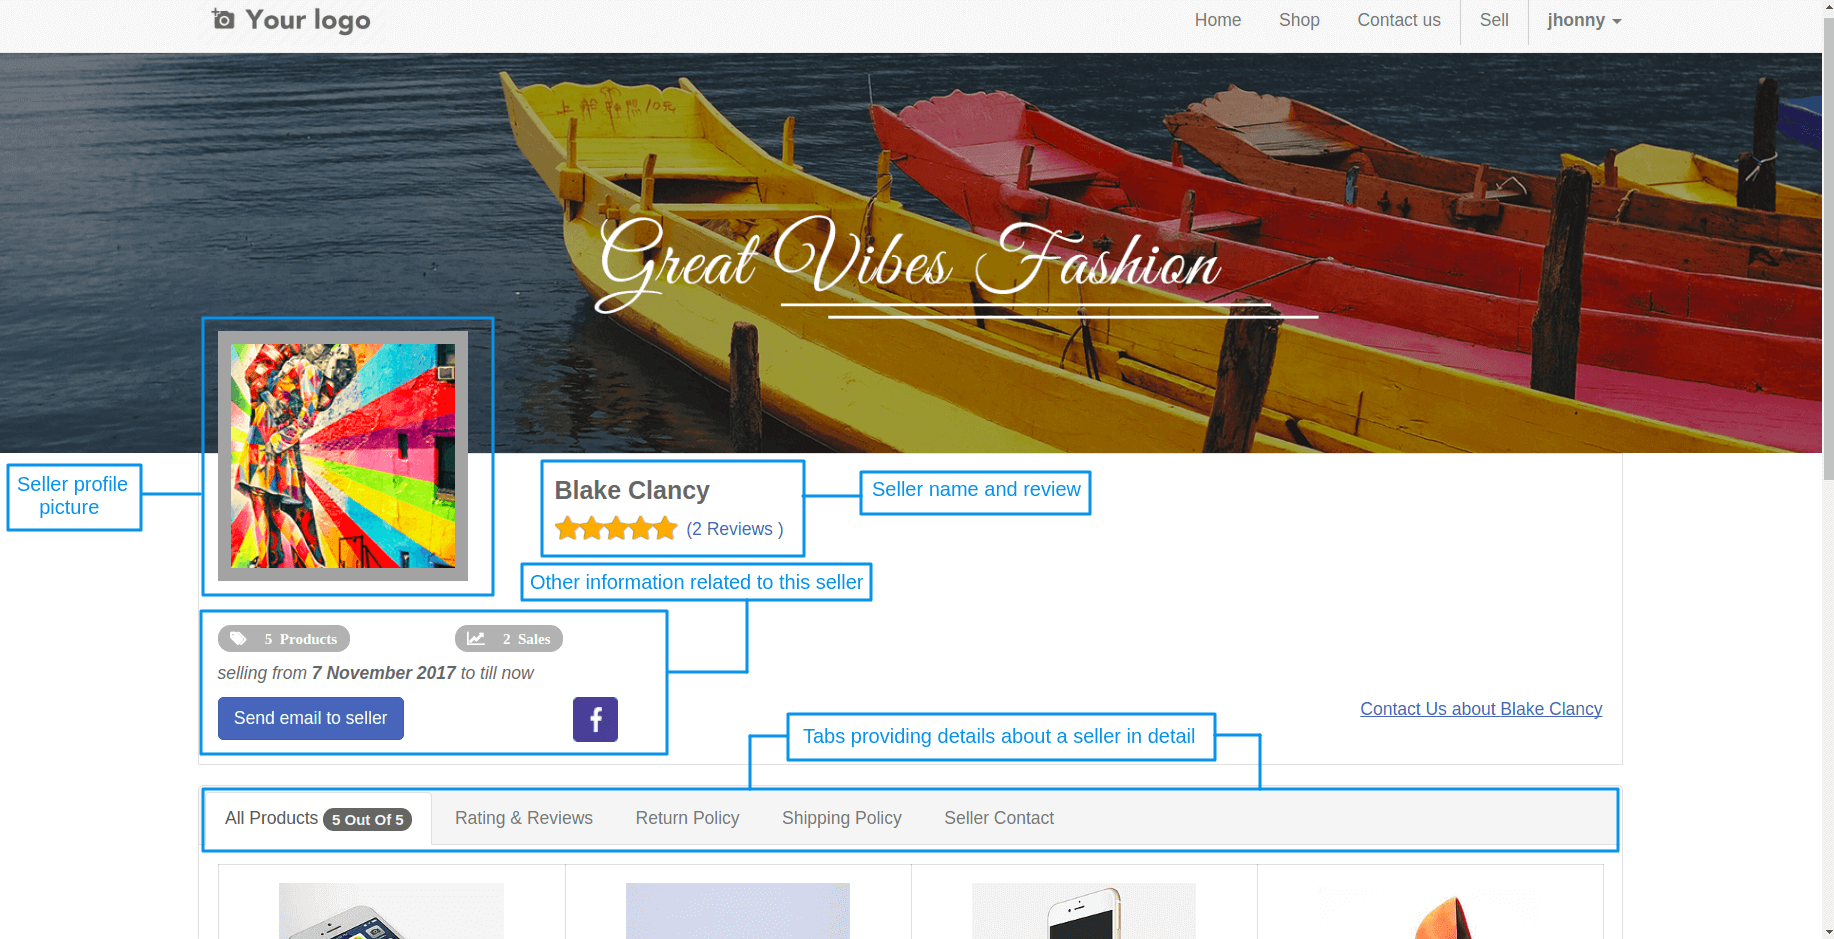 Your logo
Home Shop Contact us Sell jhonny
Great Vibes Fashion
Seller profile
picture
Blake Clancy
(2 Reviews )
Seller name and review
Other information related to this seller
5 Products 2 Sales
selling from 7 November 2017 to till now
Send email to seller
f
Contact Us about Blake Clancy
Tabs providing details about a seller in detail
All Products 5 Out Of 5 Rating & Reviews Return Policy Shipping Policy Seller Contact